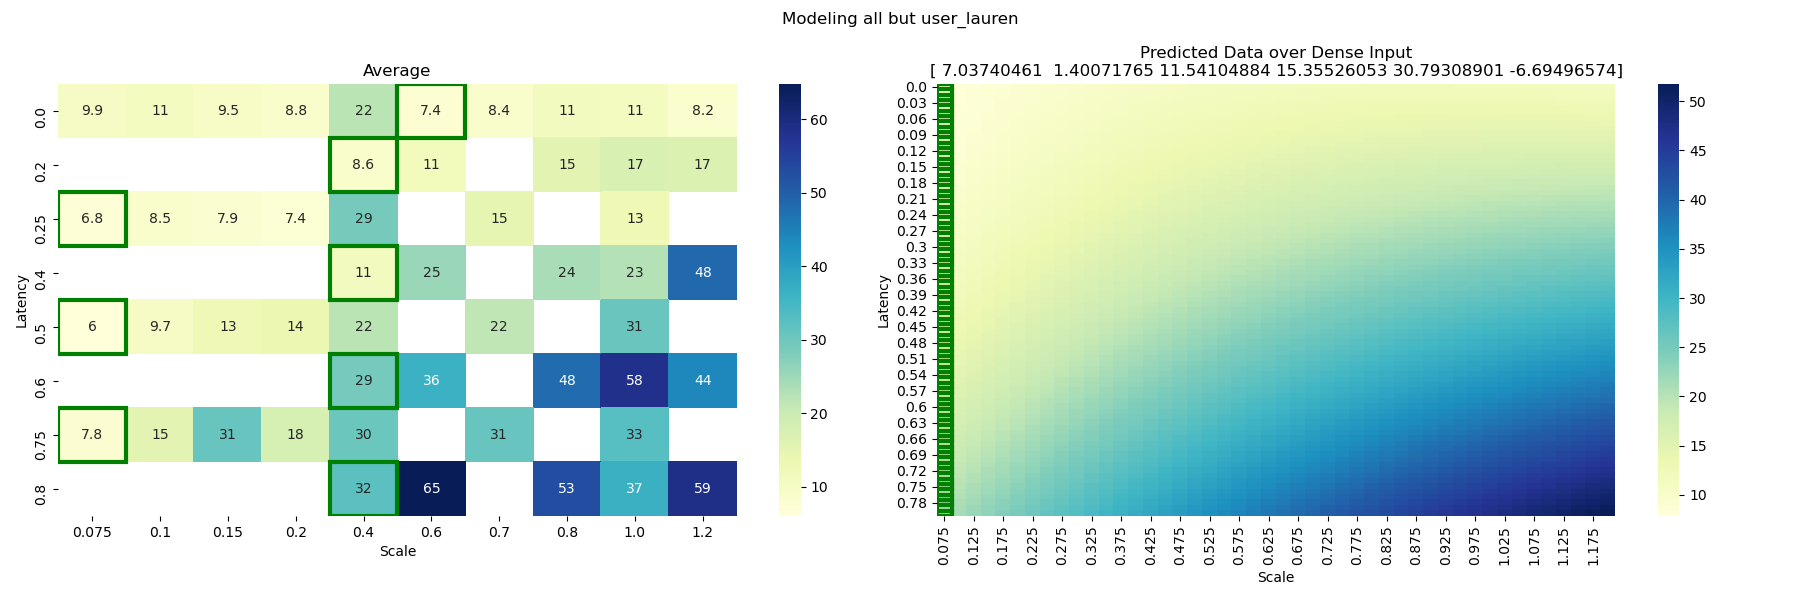 Modeling all but user_lauren
Average
0.0 9.9 11 9.5 8.8 22 7.4 8.4 11 11 8.2
0.2 8.6 11 15 17 17
0.25 6.8 8.5 7.9 7.4 29 15 13
0.4 11 25 24 23 48
0.5 6 9.7 13 14 22 22 31
0.6 29 36 48 58 44
0.75 7.8 15 31 18 30 31 33
0.8 32 65 53 37 59
0.075 0.1 0.15 0.2 0.4 0.6 0.7 0.8 1.0 1.2
Scale
Latency
60
50
40
30
20
10
Predicted Data over Dense Input
[ 7.03740461  1.40071765 11.54104884 15.35526053 30.79308901 -6.69496574]
0.0
0.03
0.06
0.09
0.12
0.15
0.18
0.21
0.24
0.27
0.3
0.33
0.36
0.39
0.42
0.45
0.48
0.51
0.54
0.57
0.6
0.63
0.66
0.69
0.72
0.75
0.78
Latency
0.075 0.125 0.175 0.225 0.275 0.325 0.375 0.425 0.475 0.525 0.575 0.625 0.675 0.725 0.775 0.825 0.875 0.925 0.975 1.025 1.075 1.125 1.175
Scale
50
45
40
35
30
25
20
15
10